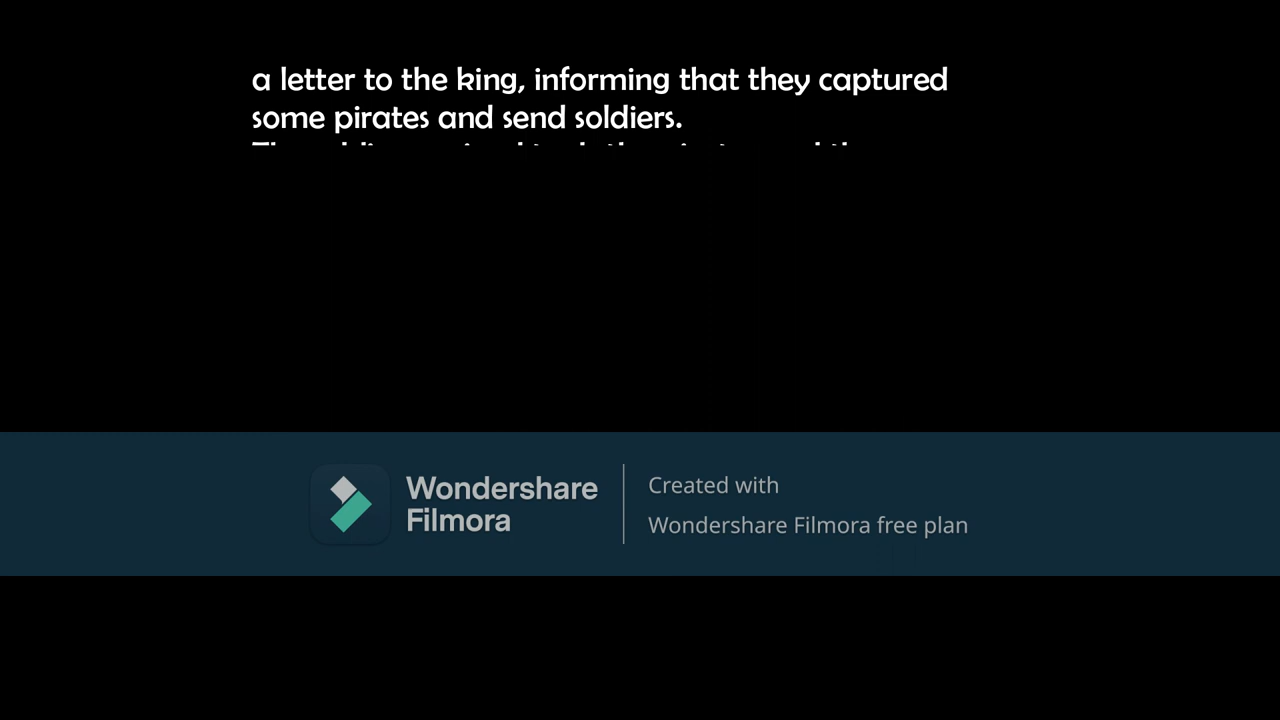 a letter to the king, informing that they captured
some pirates and send soldiers.
Wondershare
Filmora
Created with
Wondershare Filmora free plan